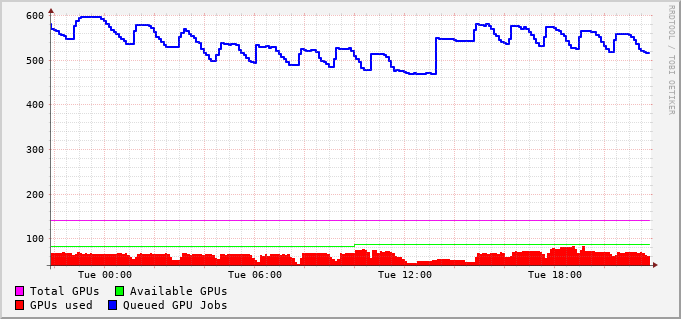 600
500
400
300
200
100
Tue 00:00 Tue 06:00 Tue 12:00 Tue 18:00
Total GPUs Available GPUs
GPUs used Queued GPU Jobs
RRDTOOL / TOBI OETIKER